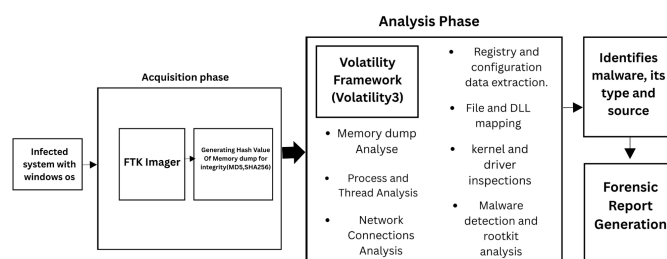 Analysis Phase
Acquisition phase
Infected
system with
windows os
FTK Imager
Generating Hash Value
Of Memory dump for
integrity(MD5,SHA256)
Volatility
Framework
(Volatility3)
Memory dump
Analyse
Process and
Thread Analysis
Network
Connections
Analysis
Registry and
configuration
data extraction.
File and DLL
mapping
kernel and
driver
inspections
Malware
detection and
rootkit
analysis
Identifies
malware, its
type and
source
Forensic
Report
Generation